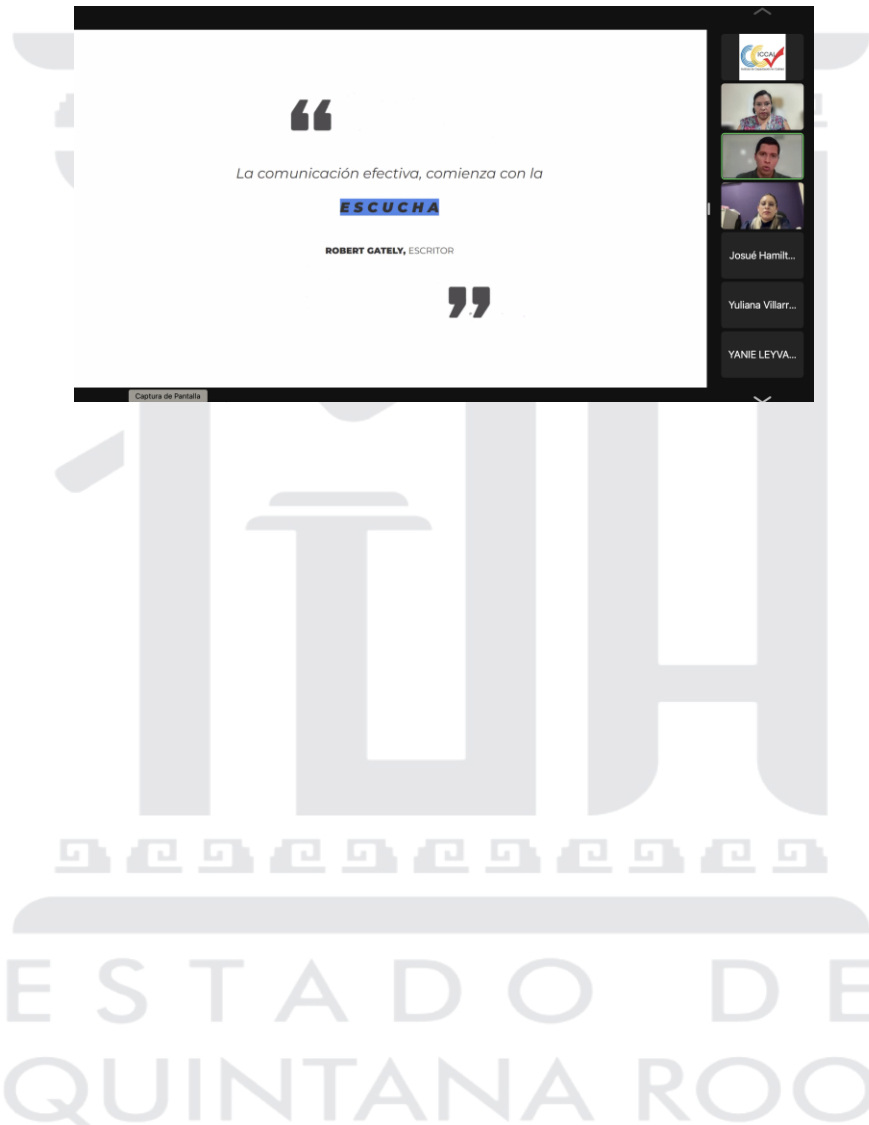 ICCAL
“
La comunicación efectiva, comienza con la
ESCUCHA
ROBERT GATELY, ESCRITOR
”
Josué Hamilt...
Yuliana Villarr...
YANIE LEYVA...
Captura de Pantalla
ESTADO DE
QUINTANA ROO